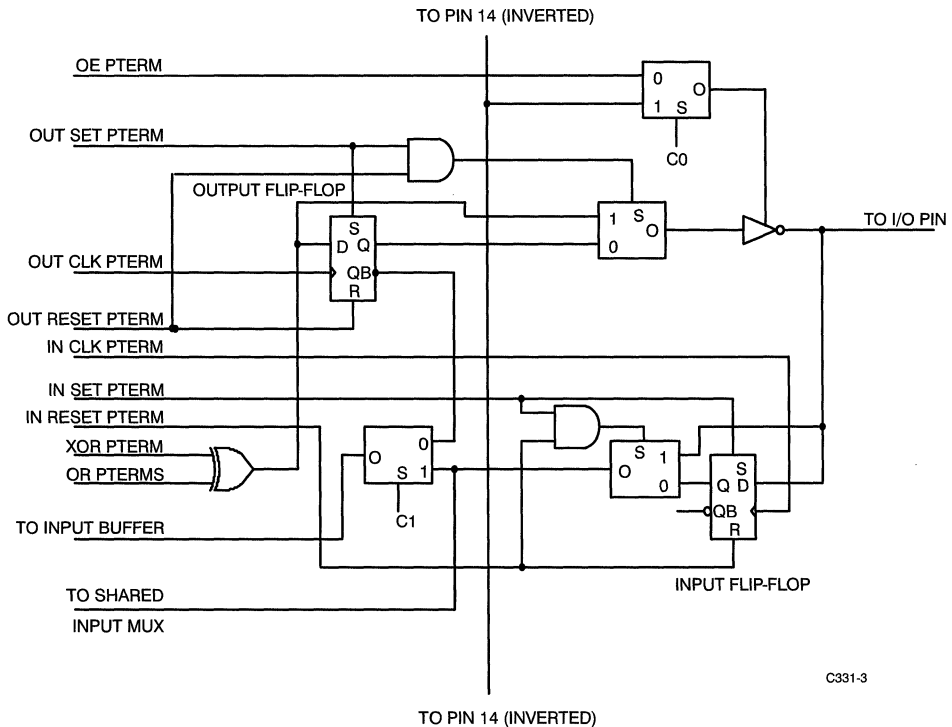 TO PIN 14 (INVERTED)
OE PTERM
0
O
1 S
C0
OUT SET PTERM
OUTPUT FLIP-FLOP
1 S
O
0
TO I/O PIN
S
D Q
OUT CLK PTERM
QB
R
OUT RESET PTERM
IN CLK PTERM
IN SET PTERM
IN RESET PTERM
XOR PTERM
OR PTERMS
0
O
S 1
C1
S 1
O
0
S
Q D
QB
R
TO INPUT BUFFER
INPUT FLIP-FLOP
TO SHARED
INPUT MUX
C331-3
TO PIN 14 (INVERTED)